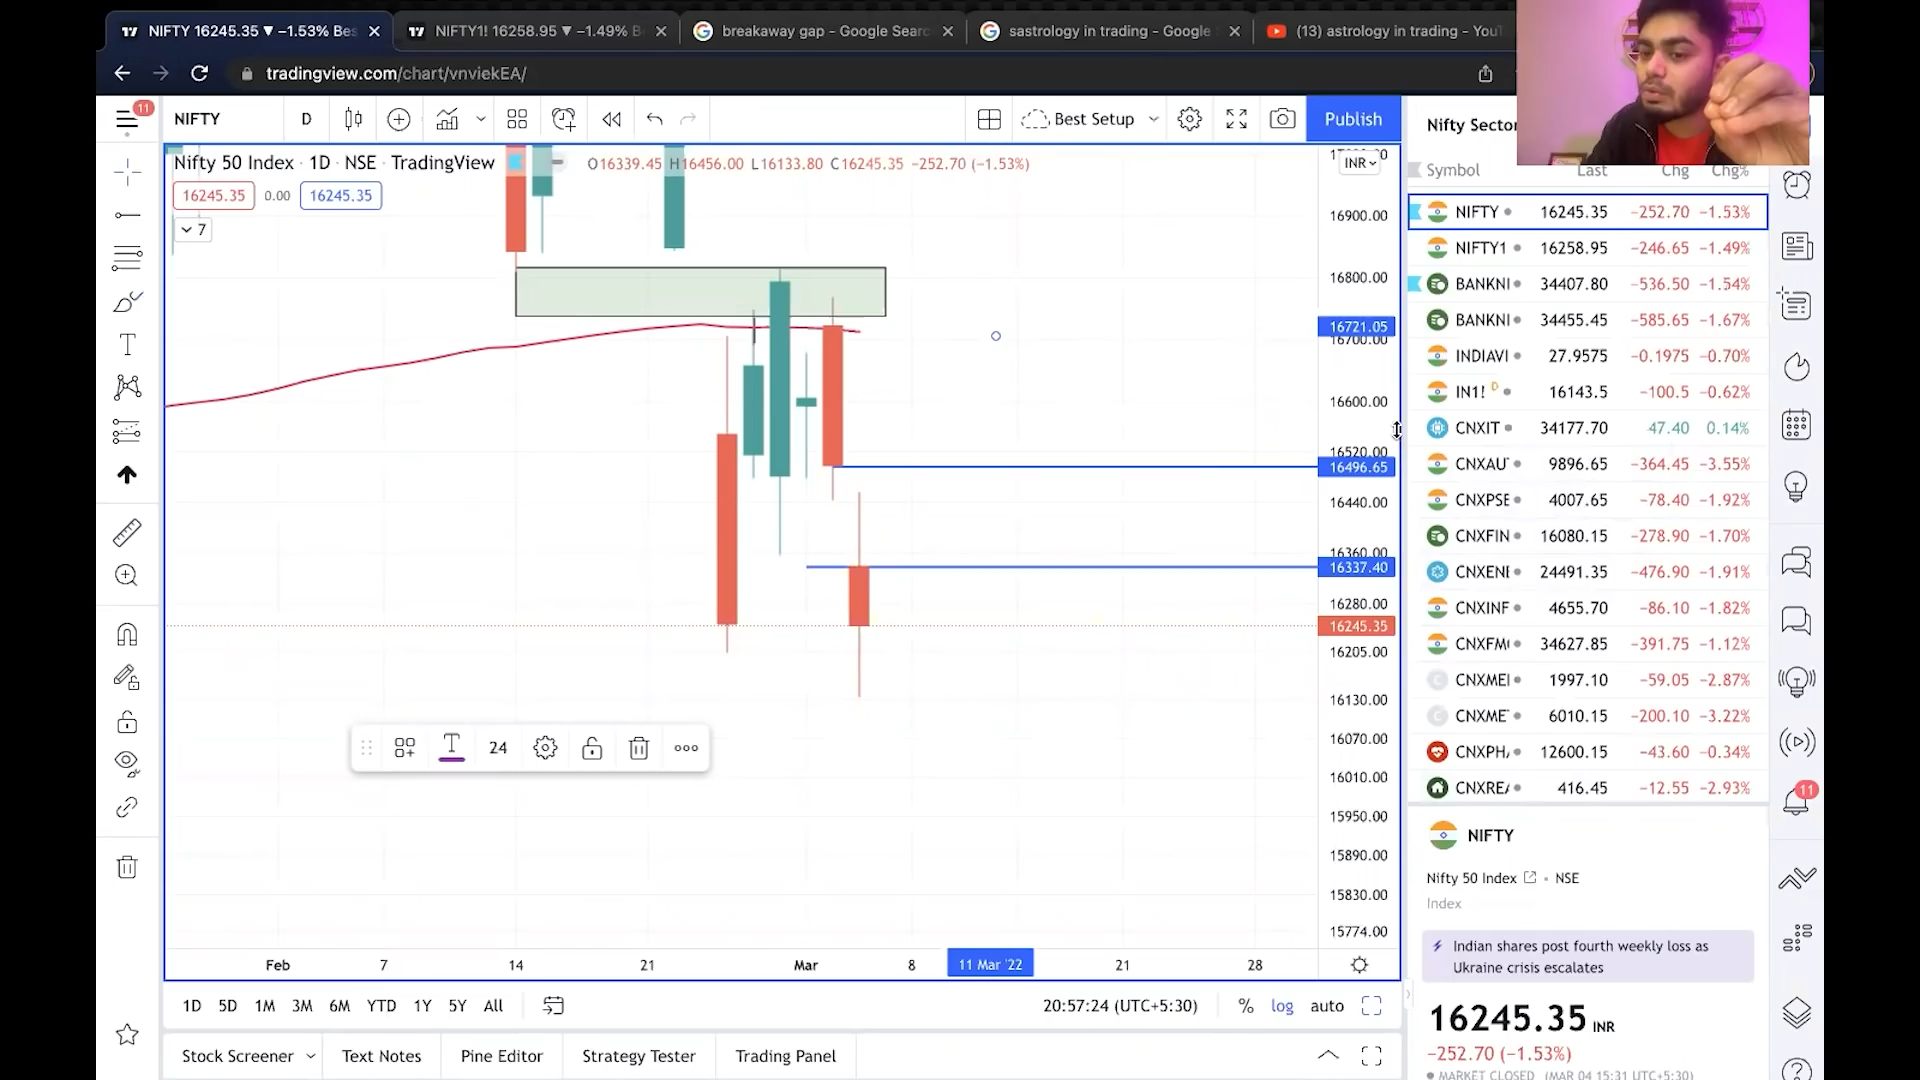 NIFTY 16245.35 ▼ −1.53% Bes
NIFTY1! 16258.95 ▼ −1.49% B
breakaway gap - Google Searc
sastrology in trading - Google
(13) astrology in trading - YouT
tradingview.com/chart/vnviekEA/
11
NIFTY
D
Best Setup
Publish
Nifty Sector
Nifty 50 Index · 1D · NSE · TradingView
O16339.45 H16456.00 L16133.80 C16245.35 −252.70 (−1.53%)
INR
16245.35 0.00 16245.35
7
16900.00
16800.00
16721.05
16700.00
16600.00
16520.00
16496.65
16440.00
16360.00
16337.40
16280.00
16245.35
16205.00
16130.00
16070.00
16010.00
15950.00
15890.00
15830.00
15774.00
24
Feb 7 14 21 Mar 8 11 Mar '22 21 28
1D 5D 1M 3M 6M YTD 1Y 5Y All
20:57:24 (UTC+5:30) % log auto
Stock Screener Text Notes Pine Editor Strategy Tester Trading Panel
Symbol Last Chg Chg%
NIFTY 16245.35 −252.70 −1.53%
NIFTY1 16258.95 −246.65 −1.49%
BANKNI 34407.80 −536.50 −1.54%
BANKNI 34455.45 −585.65 −1.67%
INDIAVI 27.9575 −0.1975 −0.70%
IN1! D 16143.5 −100.5 −0.62%
CNXIT 34177.70 47.40 0.14%
CNXAU 9896.65 −364.45 −3.55%
CNXPSE 4007.65 −78.40 −1.92%
CNXFIN 16080.15 −278.90 −1.70%
CNXENI 24491.35 −476.90 −1.91%
CNXINF 4655.70 −86.10 −1.82%
CNXFM 34627.85 −391.75 −1.12%
CNXMEI 1997.10 −59.05 −2.87%
CNXME 6010.15 −200.10 −3.22%
CNXPH 12600.15 −43.60 −0.34%
CNXRE 416.45 −12.55 −2.93%
11
NIFTY
Nifty 50 Index • NSE
Index
Indian shares post fourth weekly loss as
Ukraine crisis escalates
16245.35 INR
−252.70 (−1.53%)
MARKET CLOSED (MAR 04 15:31 UTC+5:30)